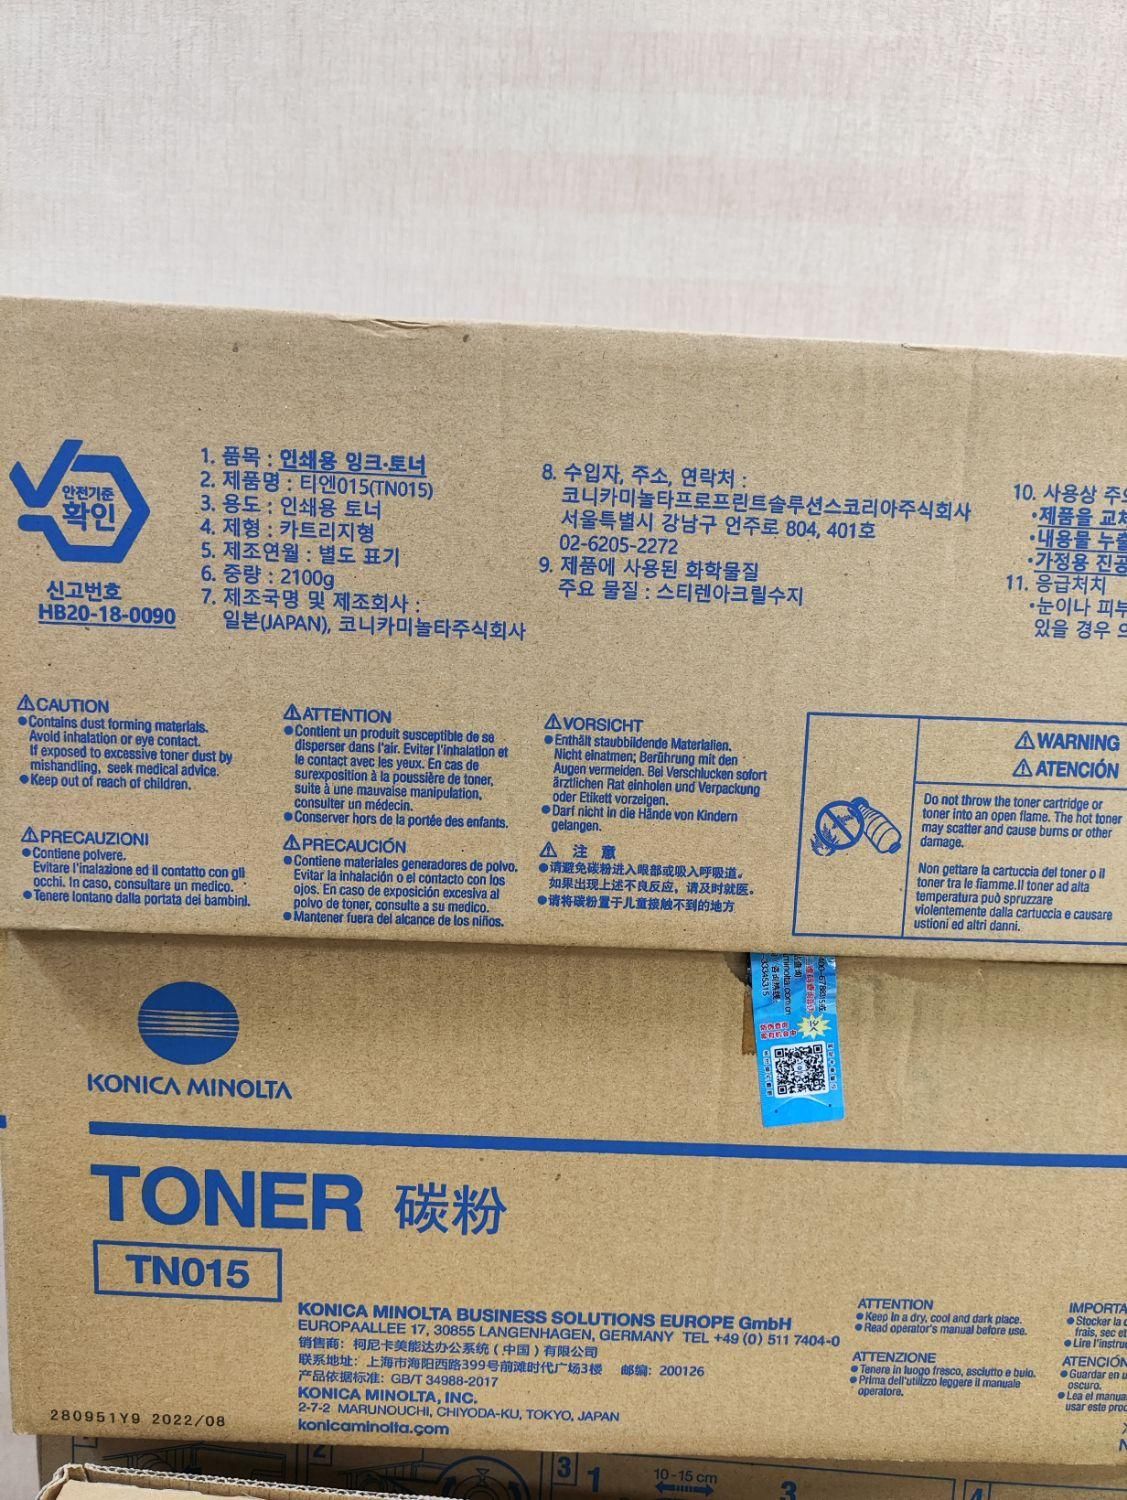 안전기준
확인
신고번호
HB20-18-0090
1. 품목 : 인쇄용 잉크·토너
2. 제품명 : 티엔015(TN015)
3. 용도 : 인쇄용 토너
4. 제형 : 카트리지형
5. 제조연월 : 별도 표기
6. 중량 : 2100g
7. 제조국명 및 제조회사 :
일본(JAPAN), 코니카미놀타주식회사
8. 수입자, 주소, 연락처 :
코니카미놀타프로프린트솔루션스코리아주식회사
서울특별시 강남구 언주로 804, 401호
02-6205-2272
9. 제품에 사용된 화학물질
주요 물질 : 스티렌아크릴수지
10. 사용상 주
·제품을 교체
·내용물 누출
·가정용 진공
11. 응급처치
·눈이나 피부
있을 경우
⚠CAUTION
●Contains dust forming materials.
Avoid inhalation or eye contact.
If exposed to excessive toner dust by
mishandling, seek medical advice.
●Keep out of reach of children.
⚠PRECAUZIONI
●Contiene polvere.
Evitare l'inalazione ed il contatto con gli
occhi. In caso, consultare un medico.
●Tenere lontano dalla portata dei bambini.
⚠ATTENTION
●Contient un produit susceptible de se
disperser dans l'air. Eviter l'inhalation et
le contact avec les yeux. En cas de
surexposition à la poussière de toner,
suite à une mauvaise manipulation,
consulter un médecin.
●Conserver hors de la portée des enfants.
⚠PRECAUCIÓN
●Contiene materiales generadores de polvo.
Evitar la inhalación o el contacto con los
ojos. En caso de exposición excesiva al
polvo de toner, consulte a su medico.
●Mantener fuera del alcance de los niños.
⚠VORSICHT
●Enthält staubbildende Materialien.
Nicht einatmen; Berührung mit den
Augen vermeiden. Bei Verschlucken sofort
ärztlichen Rat einholen und Verpackung
oder Etikett vorzeigen.
●Darf nicht in die Hände von Kindern
gelangen.
⚠ 注 意
●请避免碳粉进入眼部或吸入呼吸道。
如果出现上述不良反应，请及时就医。
●请将碳粉置于儿童接触不到的地方
⚠WARNING
⚠ATENCIÓN
Do not throw the toner cartridge or
toner into an open flame. The hot toner
may scatter and cause burns or other
damage.
Non gettare la cartuccia del toner o il
toner tra le fiamme.Il toner ad alta
temperatura può spruzzare
violentemente dalla cartuccia e causare
ustioni ed altri danni.
KONICA MINOLTA
TONER 碳粉
TN015
KONICA MINOLTA BUSINESS SOLUTIONS EUROPE GmbH
EUROPAALLEE 17, 30855 LANGENHAGEN, GERMANY TEL +49 (0) 511 7404-0
销售商：柯尼卡美能达办公系统（中国）有限公司
联系地址：上海市海阳西路399号前滩时代广场3楼 邮编：200126
产品依据标准：GB/T 34988-2017
KONICA MINOLTA, INC.
2-7-2 MARUNOUCHI, CHIYODA-KU, TOKYO, JAPAN
konicaminolta.com
280951Y9 2022/08
ATTENTION
●Keep in a dry, cool and dark place.
●Read operator's manual before use.
ATTENZIONE
●Tenere in luogo fresco, asciutto e buio.
●Prima dell'utilizzo leggere il manuale
operatore.
IMPORTA
●Stocker la
frais, sec et
●Lire l'instru
ATENCIÓN
●Guardar en
oscuro.
●Lea el manua
usar este
2
3
1
10-15 cm
3
4